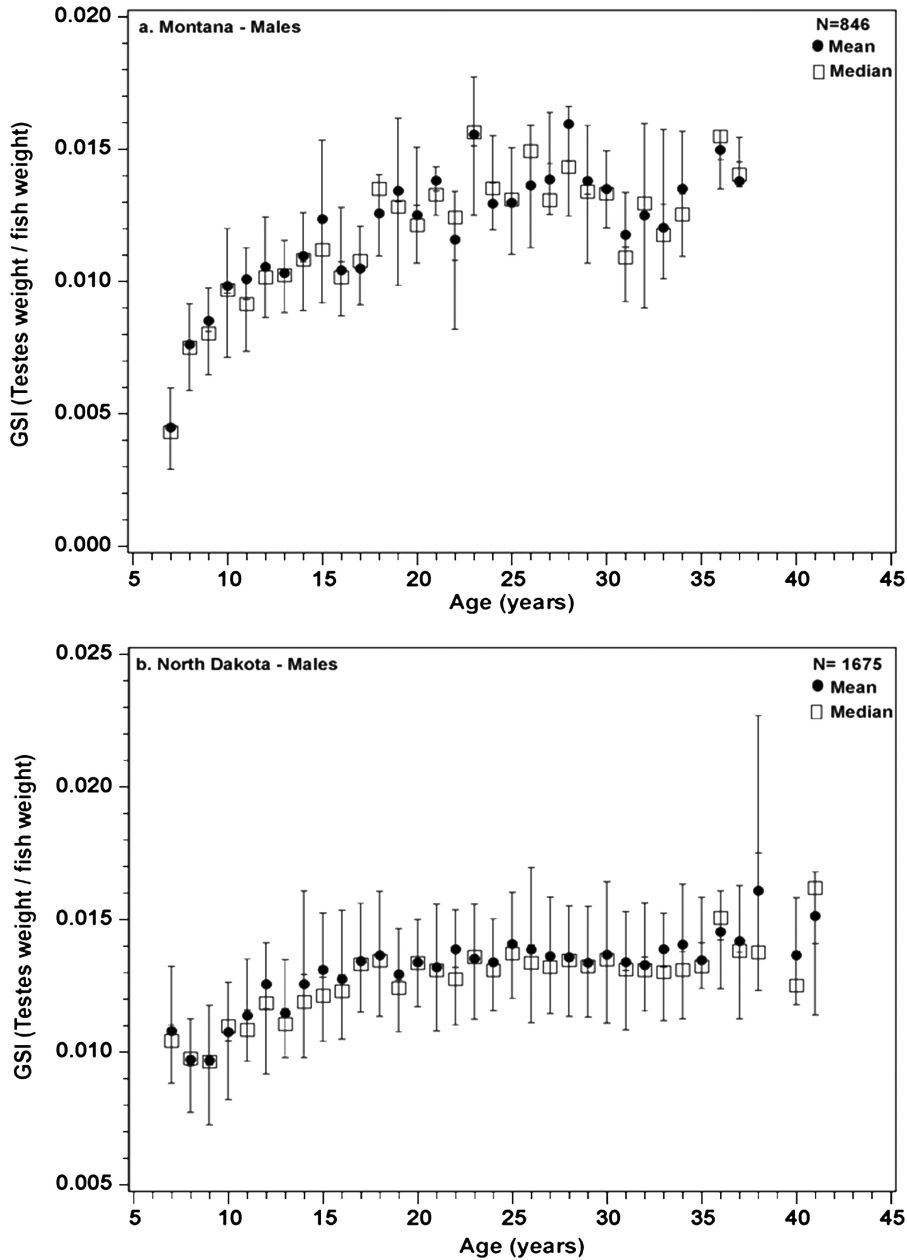 a. Montana - Males
N=846
Mean
Median
GSI (Testes weight / fish weight)
0.020
0.015
0.010
0.005
0.000
5 10 15 20 25 30 35 40 45
Age (years)
b. North Dakota - Males
N= 1675
Mean
Median
GSI (Testes weight / fish weight)
0.025
0.020
0.015
0.010
0.005
5 10 15 20 25 30 35 40 45
Age (years)